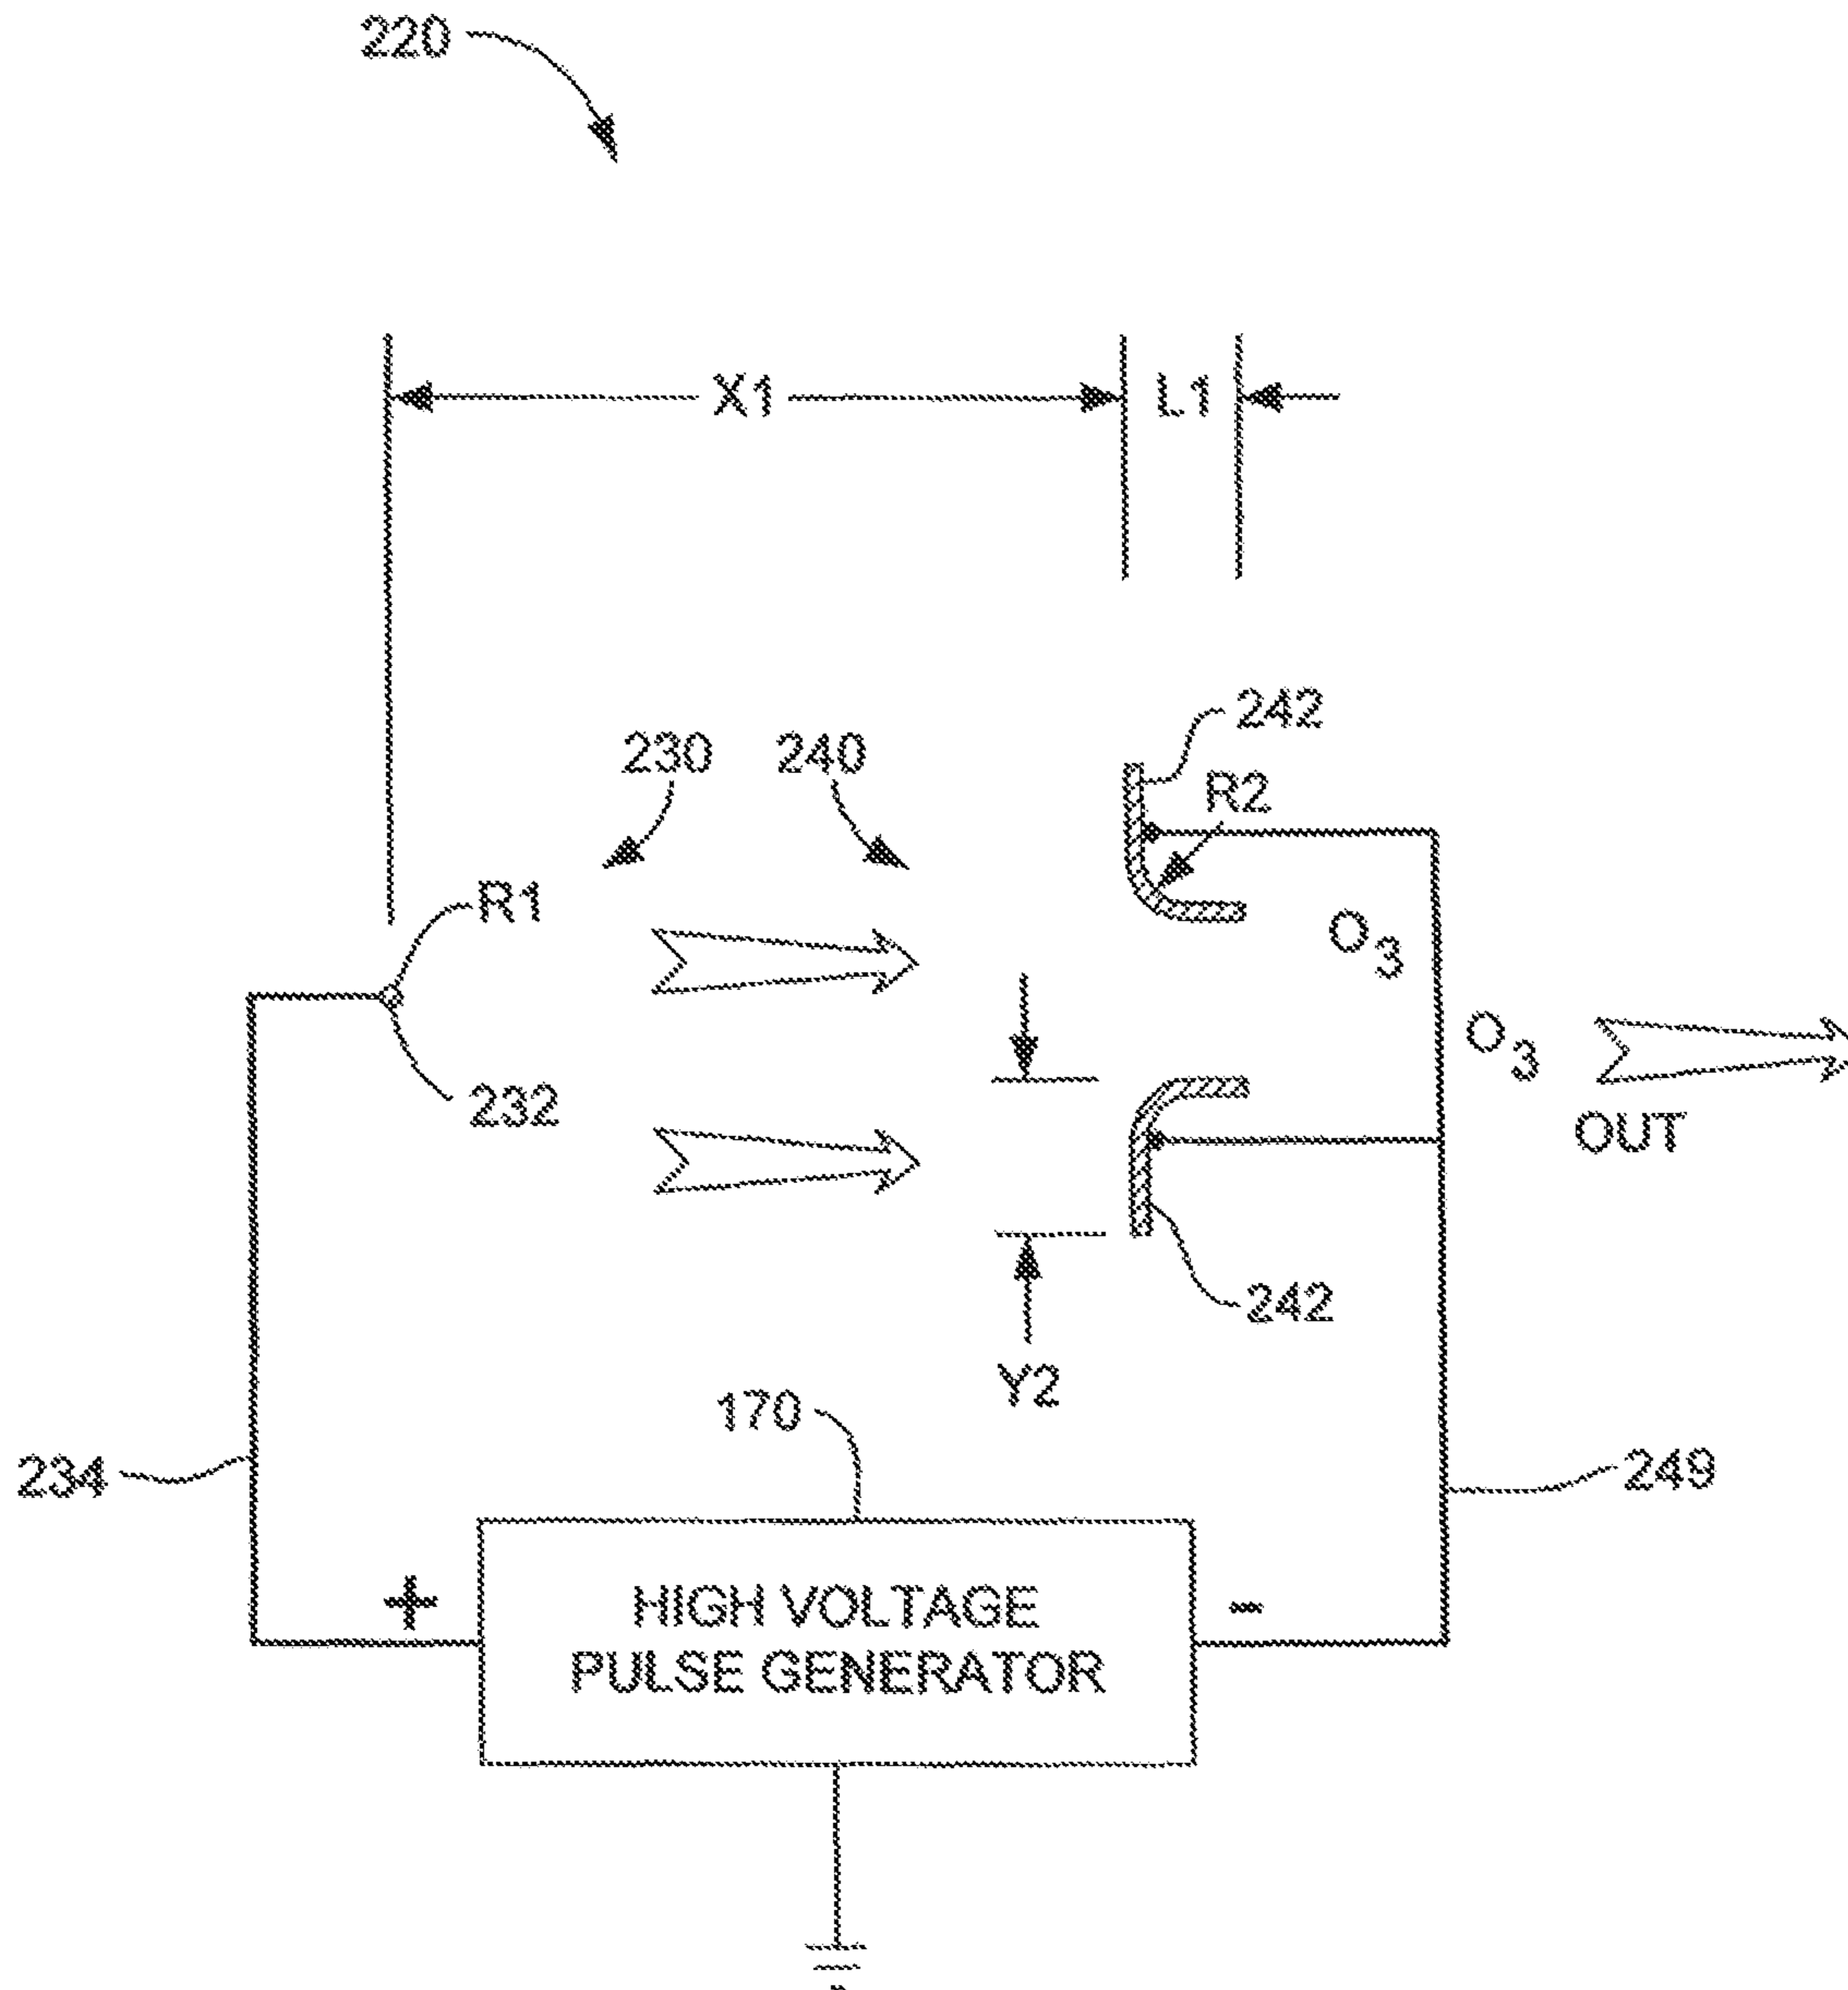 220
X1
L1
242
230
240
R2
R1
O3
O3
232
OUT
242
Y2
170
234
249
+
-
HIGH VOLTAGE
PULSE GENERATOR